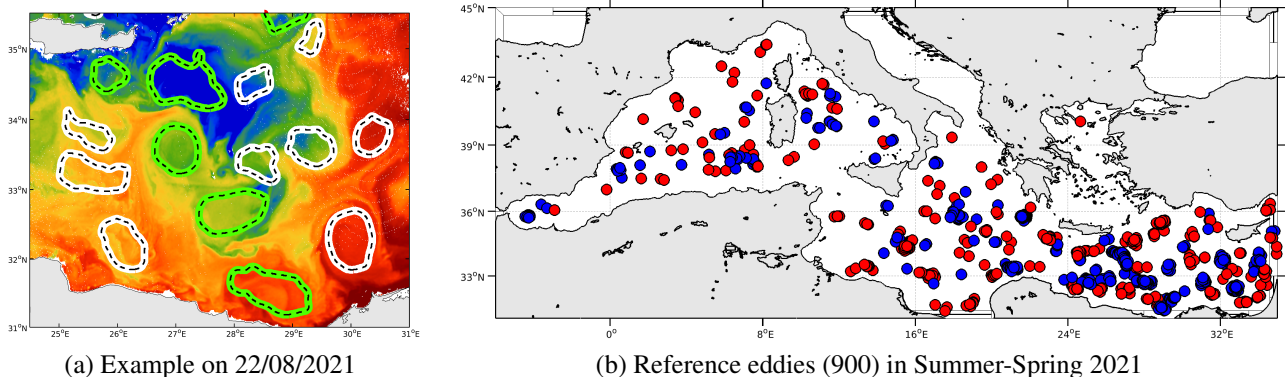 35°N
34°N
33°N
32°N
31°N
25°E 26°E 27°E 28°E 29°E 30°E 31°E
45°N
42°N
39°N
36°N
33°N
0° 8°E 16°E 24°E 32°E
(a) Example on 22/08/2021
(b) Reference eddies (900) in Summer-Spring 2021